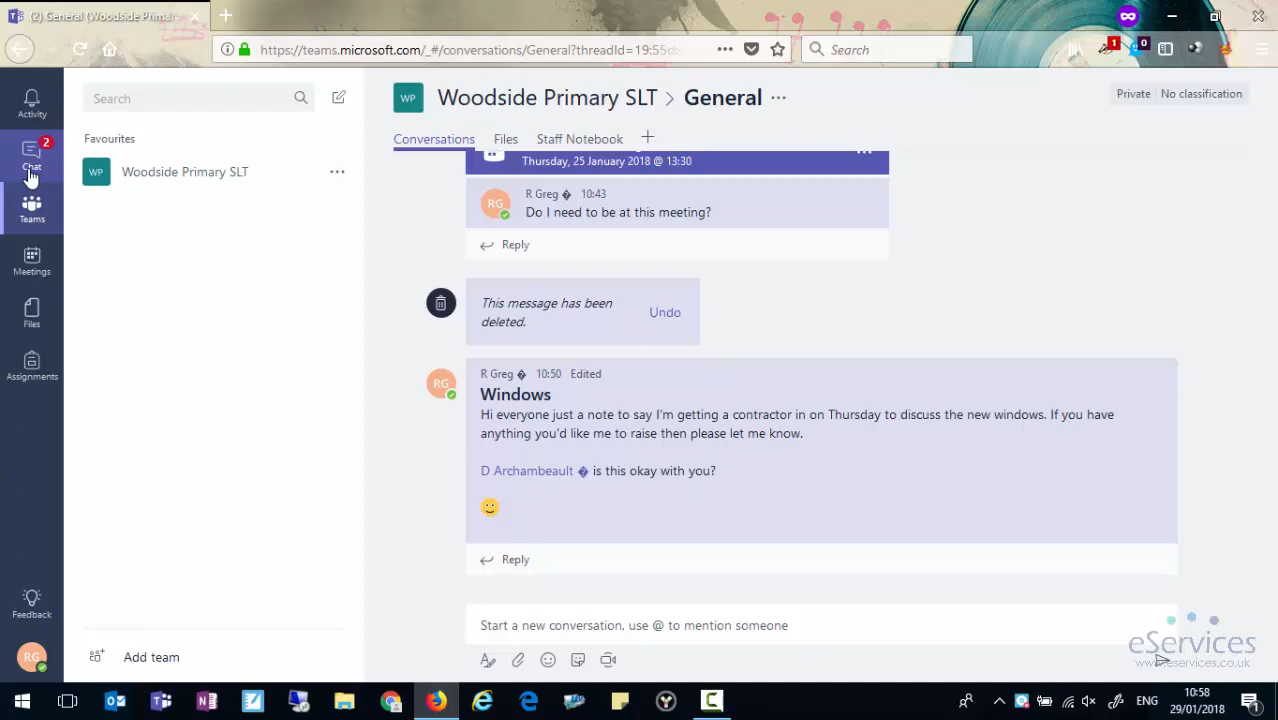 (2) General (Woodside Primary
https://teams.microsoft.com/_#/conversations/General?threadId=19:55c
Search
1
0
Activity
2
Chat
Teams
Meetings
Files
Assignments
Feedback
RG
Search
Favourites
WP Woodside Primary SLT
Add team
WP Woodside Primary SLT > General
Private No classification
Conversations Files Staff Notebook
Thursday, 25 January 2018 @ 13:30
RG R Greg � 10:43
Do I need to be at this meeting?
Reply
This message has been
deleted.
Undo
RG R Greg � 10:50 Edited
Windows
Hi everyone just a note to say I'm getting a contractor in on Thursday to discuss the new windows. If you have
anything you'd like me to raise then please let me know.
D Archambeault � is this okay with you?
Reply
Start a new conversation, use @ to mention someone
eServices
www.eservices.co.uk
ENG
10:58
29/01/2018
1